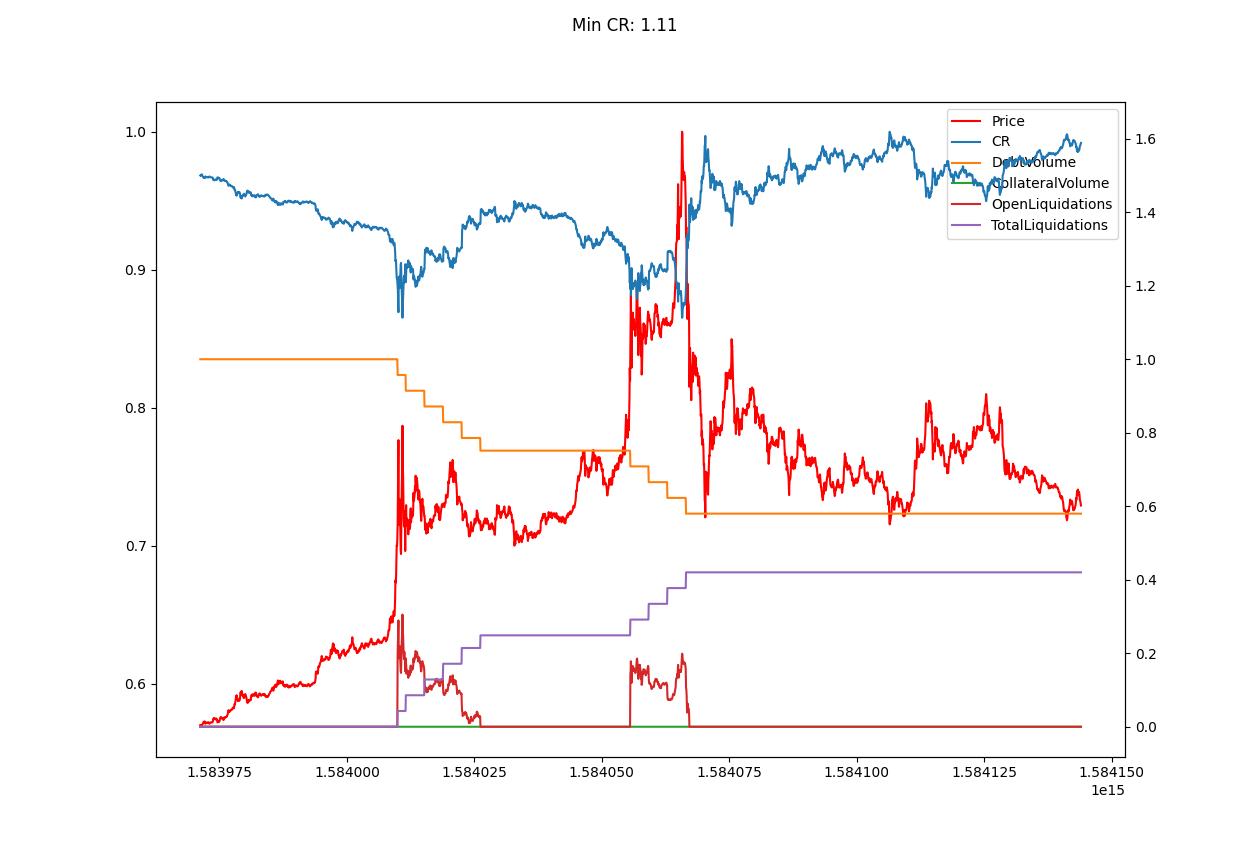 Min CR: 1.11
1.0
0.9
0.8
0.7
0.6
1.6
1.4
1.2
1.0
0.8
0.6
0.4
0.2
0.0
Price
CR
DebtVolume
CollateralVolume
OpenLiquidations
TotalLiquidations
1.583975 1.584000 1.584025 1.584050 1.584075 1.584100 1.584125 1.584150
1e15